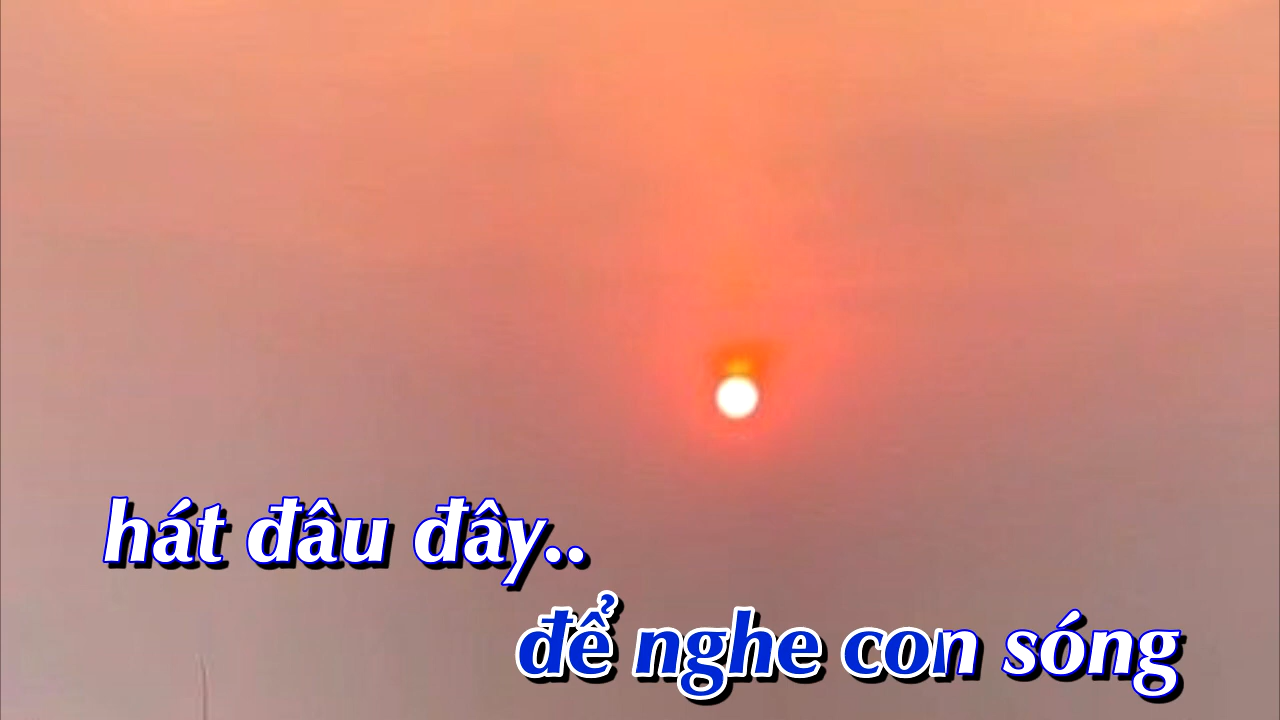 hát đâu đây..
để nghe con sóng